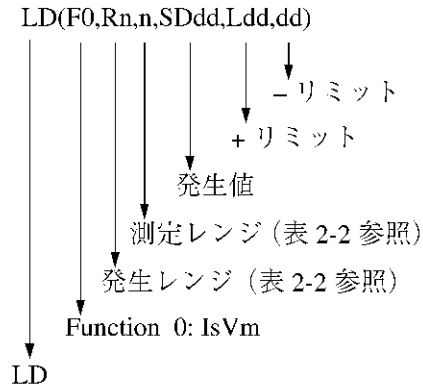 LD(F0,Rn,n,SDdd,Ldd,dd)
− リミット
+ リミット
発生値
測定レンジ（表 2-2 参照）
発生レンジ（表 2-2 参照）
Function 0: IsVm
LD